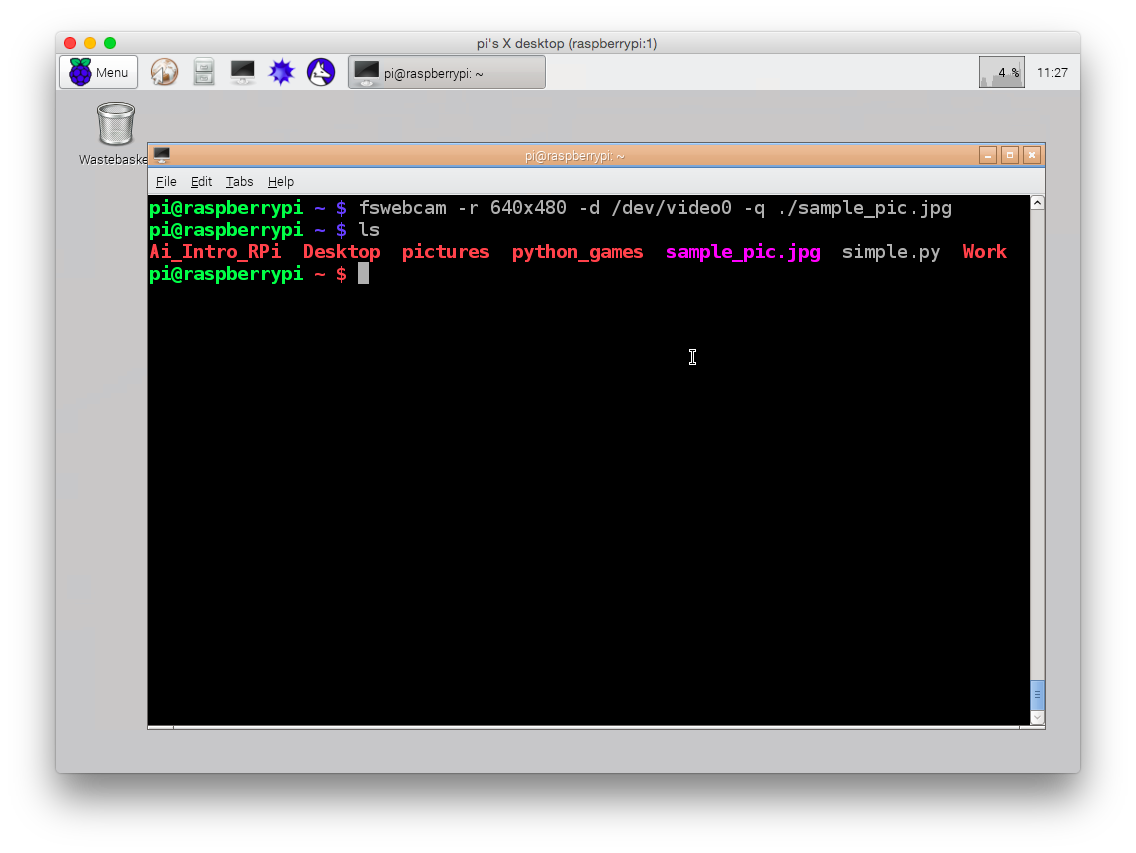 pi's X desktop (raspberrypi:1)
Menu
pi@raspberrypi: ~
4 %
11:27
Wastebaske
pi@raspberrypi: ~
File Edit Tabs Help
pi@raspberrypi ~ $ fswebcam -r 640x480 -d /dev/video0 -q ./sample_pic.jpg
pi@raspberrypi ~ $ ls
Ai_Intro_RPi Desktop pictures python_games sample_pic.jpg simple.py Work
pi@raspberrypi ~ $